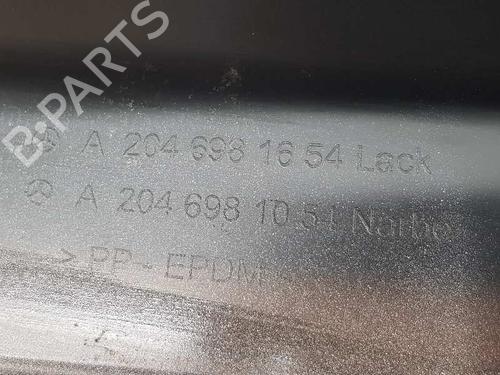 B-PARTS
A 204 698 16 54 Lack
A 204 698 10 54 Narbe
> PP - EPDM